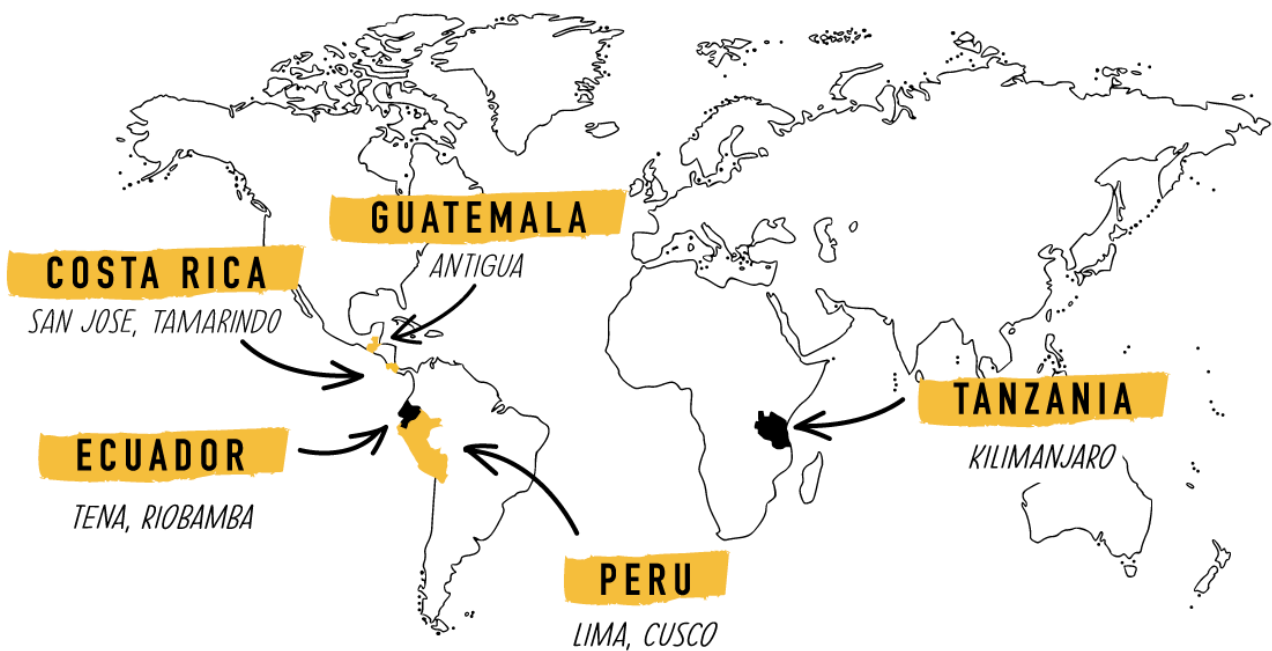 GUATEMALA
ANTIGUA
COSTA RICA
SAN JOSE, TAMARINDO
TANZANIA
KILIMANJARO
ECUADOR
TENA, RIOBAMBA
PERU
LIMA, CUSCO